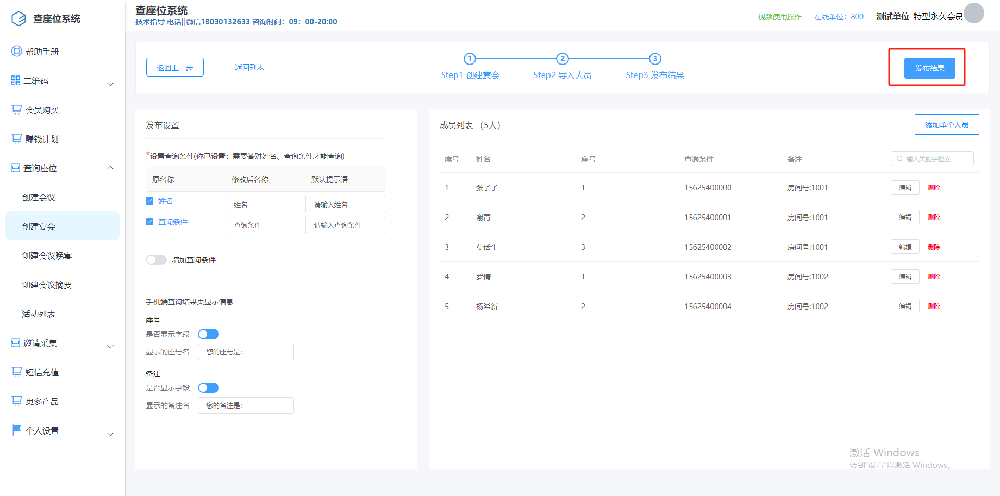 查座位系统
帮助手册
二维码
会员购买
赚钱计划
查询座位
创建会议
创建宴会
创建会议晚宴
创建会议摘要
活动列表
邀请采集
短信充值
更多产品
个人设置
查座位系统
技术指导 电话||微信18030132633 咨询时间：09：00-20:00
视频使用操作 在线单位：800 测试单位 特型永久会员
返回上一步 返回列表
1 2 3
Step1 创建宴会 Step2 导入人员 Step3 发布结果
发布结果
发布设置
*设置查询条件(你已设置：需要答对姓名、查询条件才能查询)
原名称 修改后名称 默认提示语
姓名 姓名 请输入姓名
查询条件 查询条件 请输入查询条件
增加查询条件
手机端查询结果页显示信息
座号
是否显示字段
显示的座号名 您的座号是：
备注
是否显示字段
显示的备注名 您的备注是：
成员列表 （5人） 添加单个人员
序号 姓名 座号 查询条件 备注 输入关键字搜索
1 张了了 1 15625400000 房间号:1001 编辑 删除
2 谢青 2 15625400001 房间号:1001 编辑 删除
3 莫话生 3 15625400002 房间号:1001 编辑 删除
4 罗情 1 15625400003 房间号:1002 编辑 删除
5 杨希新 2 15625400004 房间号:1002 编辑 删除
激活 Windows
转到"设置"以激活 Windows。